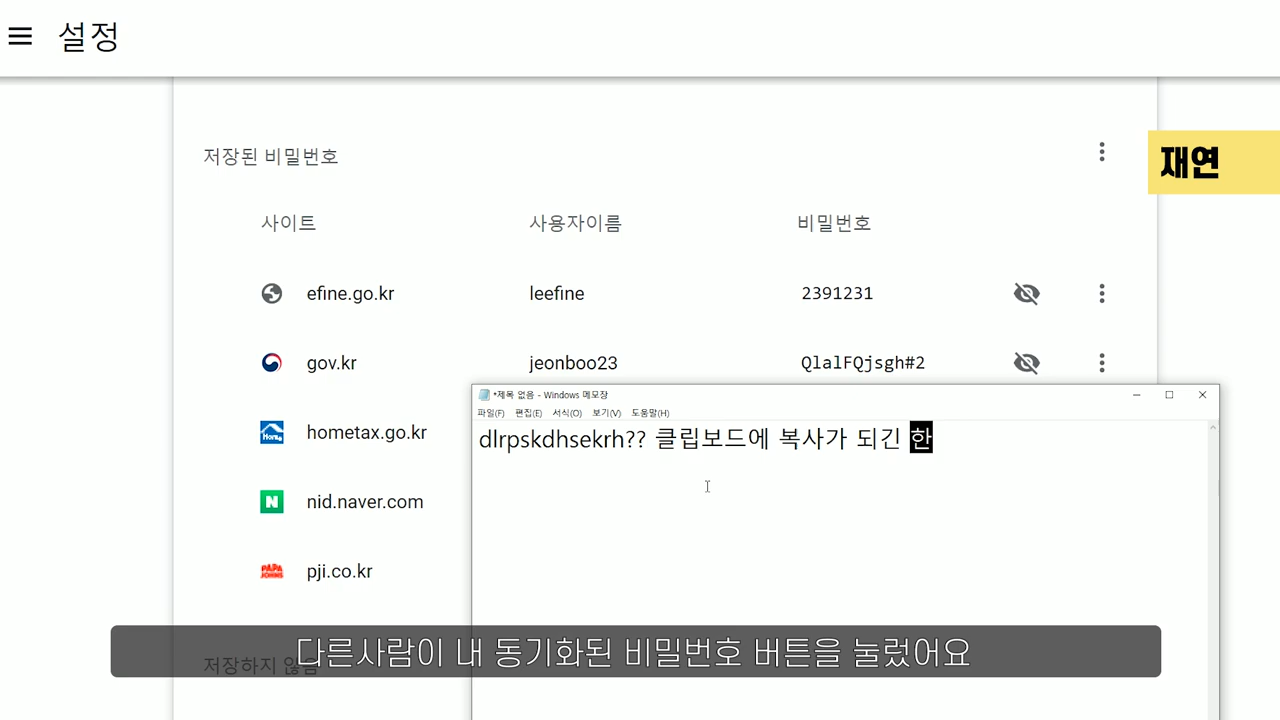 설정
재연
저장된 비밀번호
사이트 사용자이름 비밀번호
efine.go.kr leefine 2391231
gov.kr jeonboo23 QlalFQjsgh#2
*제목 없음 - Windows 메모장
파일(F) 편집(E) 서식(O) 보기(V) 도움말(H)
dlrpskdhsekrh?? 클립보드에 복사가 되긴 한
hometax.go.kr
nid.naver.com
pji.co.kr
다른사람이 내 동기화된 비밀번호 버튼을 눌렀어요
저장하지 않음